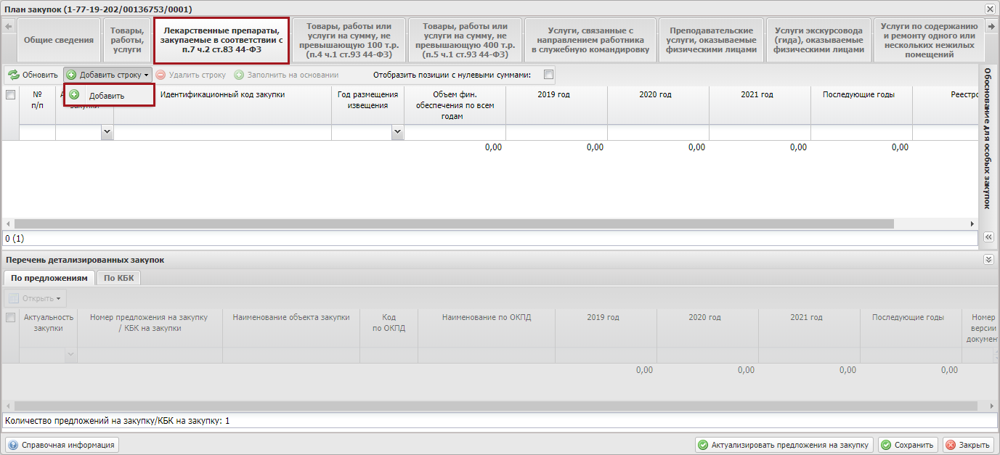 План закупок (1-77-19-202/00136753/0001)
Общие сведения
Товары,
работы,
услуги
Лекарственные препараты,
закупаемые в соответствии с
п.7 ч.2 ст.83 44-ФЗ
Товары, работы или
услуги на сумму, не
превышающую 100 т.р.
(п.4 ч.1 ст.93 44-ФЗ)
Товары, работы или
услуги на сумму, не
превышающую 400 т.р.
(п.5 ч.1 ст.93 44-ФЗ)
Услуги, связанные с
направлением работника
в служебную командировку
Преподавательские
услуги, оказываемые
физическими лицами
Услуги экскурсовода
(гида), оказываемые
физическими лицами
Услуги по содержанию
и ремонту одного или
нескольких нежилых
помещений
Обновить
Добавить строку
Удалить строку
Заполнить на основании
Отобразить позиции с нулевыми суммами:
Добавить
№
п/п
Идентификационный код закупки
Год размещения
извещения
Объем фин.
обеспечения по всем
годам
2019 год
2020 год
2021 год
Последующие годы
Реестро
0,00
0,00
0,00
0,00
0,00
Обоснование для особых закупок
0 (1)
Перечень детализированных закупок
По предложениям
По КБК
Открыть
Актуальность
закупки
Номер предложения на закупку
/ КБК на закупки
Наименование объекта закупки
Код
по ОКПД
Наименование по ОКПД
2019 год
2020 год
2021 год
Последующие годы
Номер
версии
докумен
0,00
0,00
0,00
0,00
Количество предложений на закупку/КБК на закупку: 1
Справочная информация
Актуализировать предложения на закупку
Сохранить
Закрыть